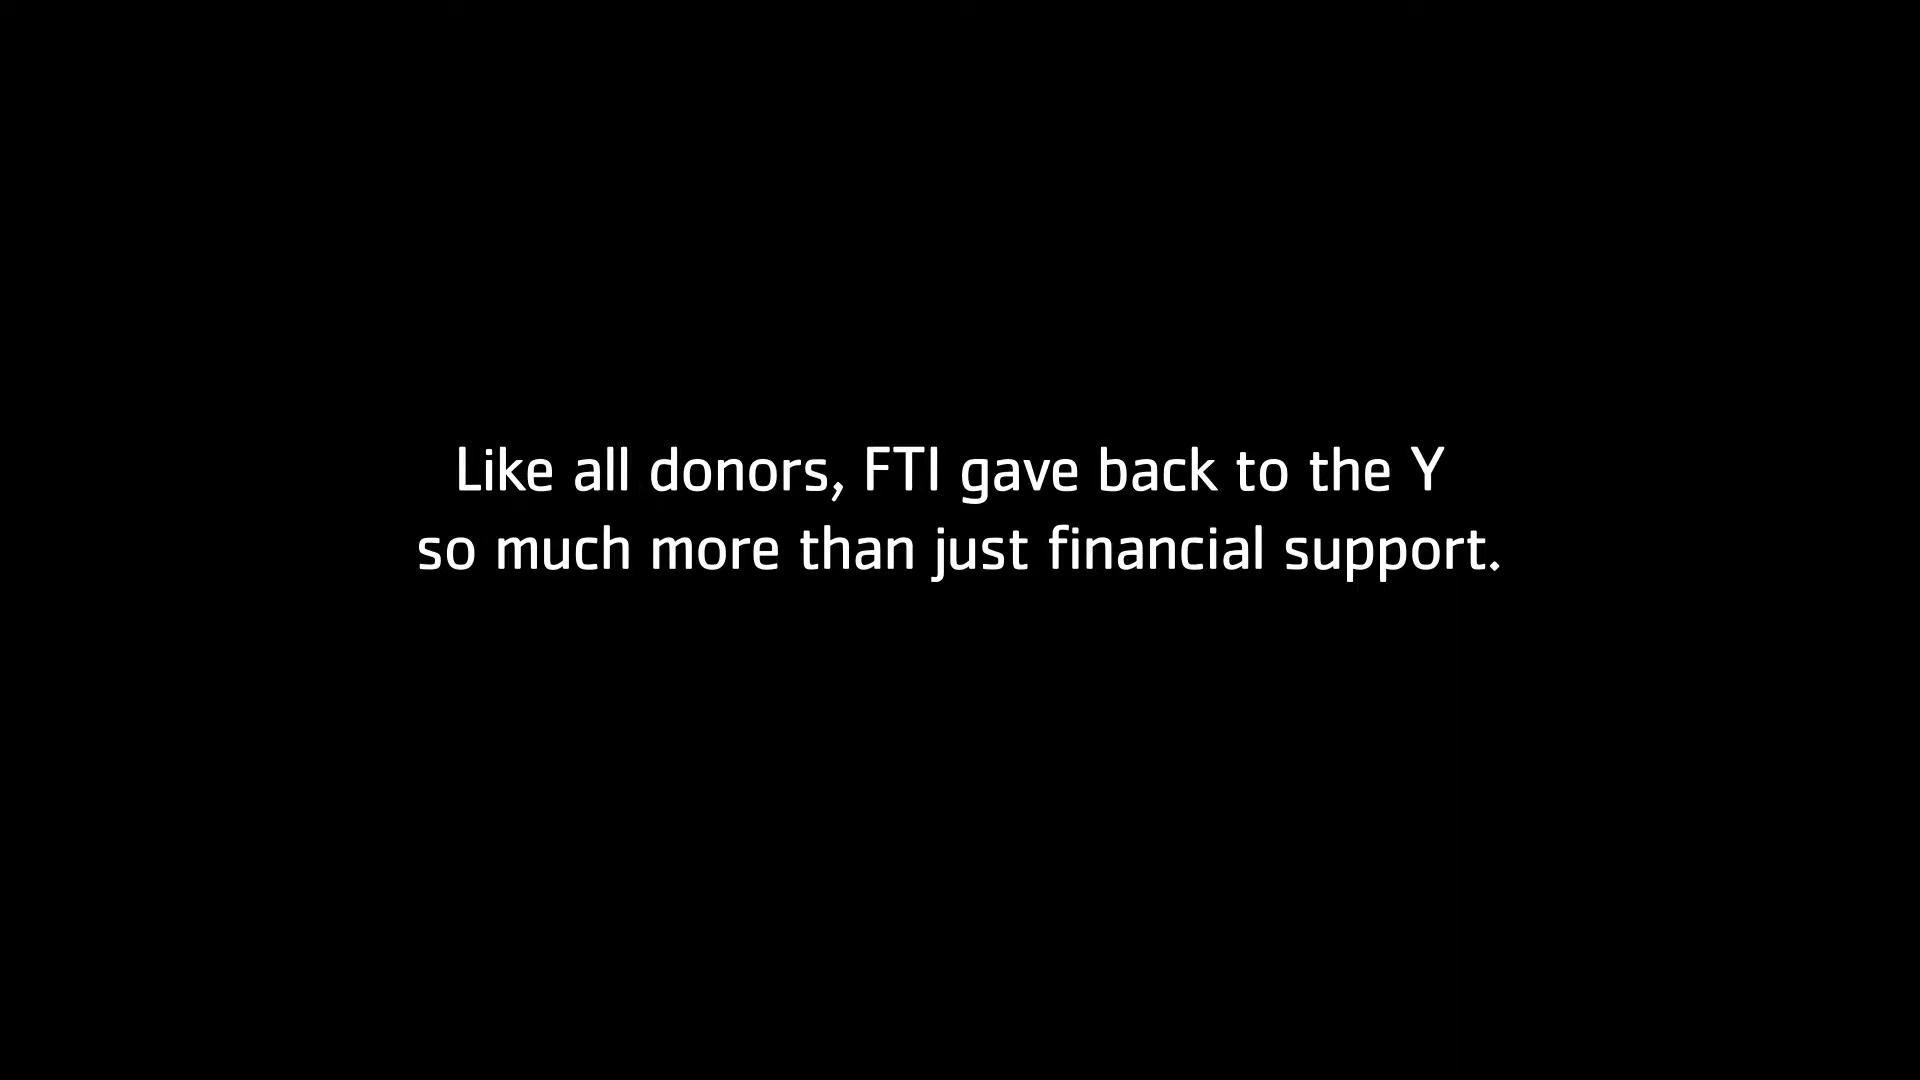 Like all donors, FTI gave back to the Y
so much more than just financial support.